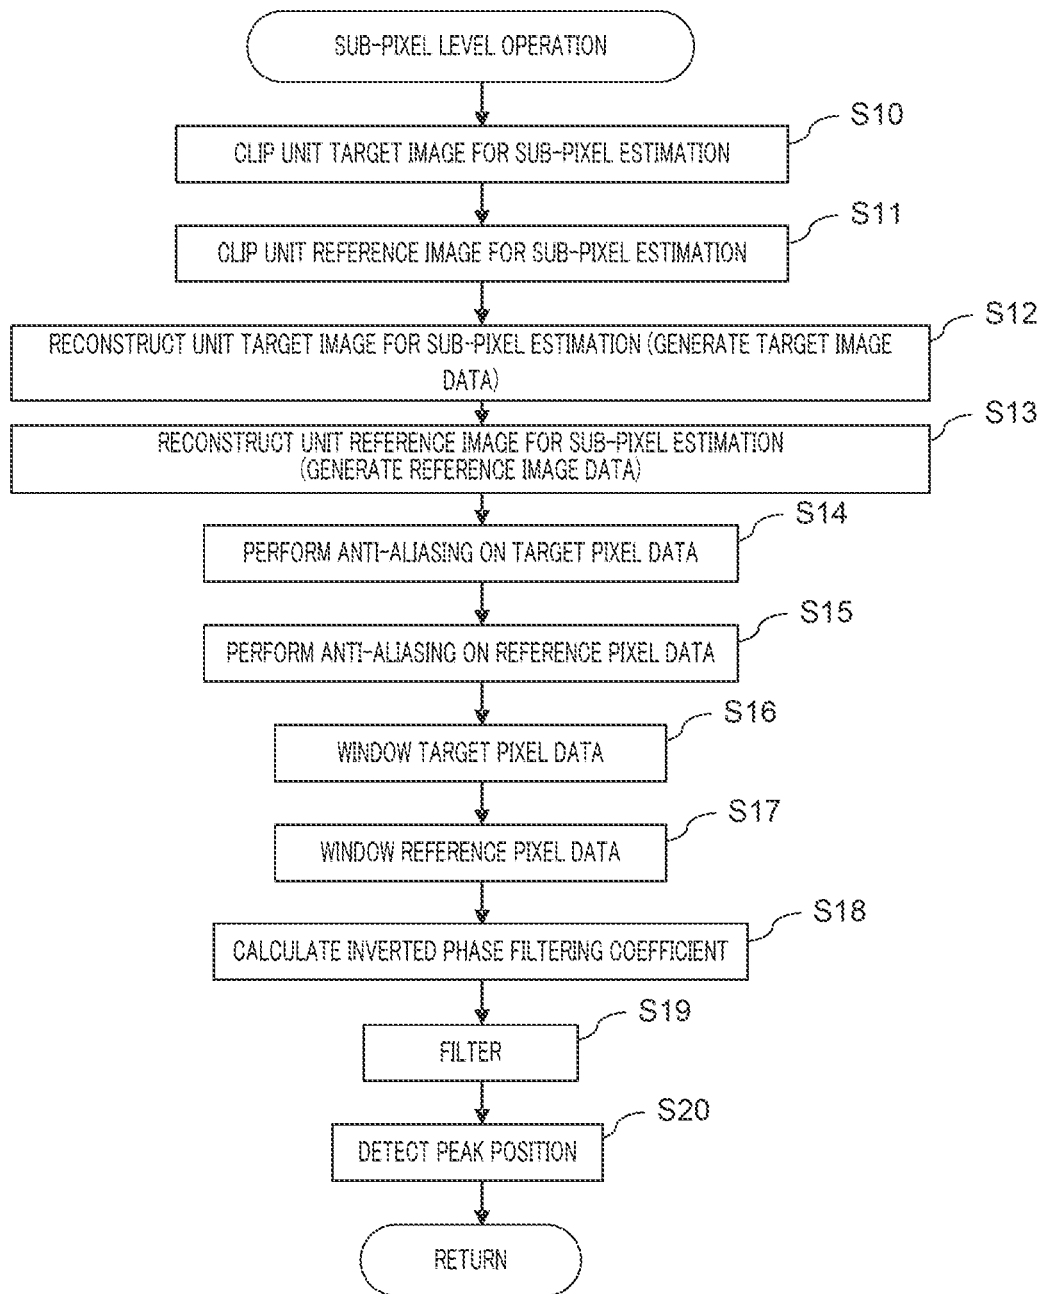 SUB-PIXEL LEVEL OPERATION
S10
CLIP UNIT TARGET IMAGE FOR SUB-PIXEL ESTIMATION
S11
CLIP UNIT REFERENCE IMAGE FOR SUB-PIXEL ESTIMATION
S12
RECONSTRUCT UNIT TARGET IMAGE FOR SUB-PIXEL ESTIMATION (GENERATE TARGET IMAGE
DATA)
S13
RECONSTRUCT UNIT REFERENCE IMAGE FOR SUB-PIXEL ESTIMATION
(GENERATE REFERENCE IMAGE DATA)
S14
PERFORM ANTI-ALIASING ON TARGET PIXEL DATA
S15
PERFORM ANTI-ALIASING ON REFERENCE PIXEL DATA
S16
WINDOW TARGET PIXEL DATA
S17
WINDOW REFERENCE PIXEL DATA
S18
CALCULATE INVERTED PHASE FILTERING COEFFICIENT
S19
FILTER
S20
DETECT PEAK POSITION
RETURN